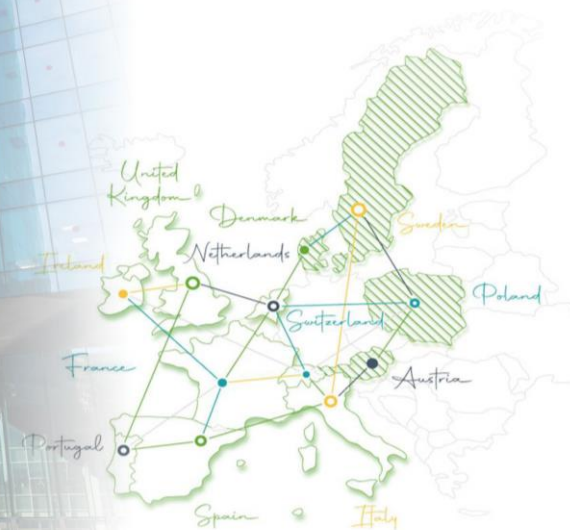 United
Kingdom
Denmark
Sweden
Netherlands
Ireland
Poland
Switzerland
France
Austria
Portugal
Spain
Italy